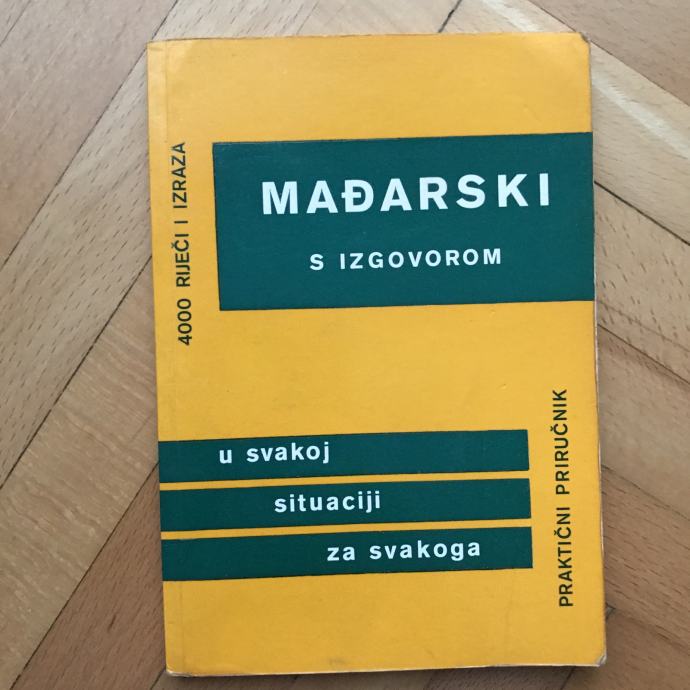 4000 RIJEČI I IZRAZA
MAĐARSKI
S IZGOVOROM
u svakoj
situaciji
za svakoga
PRAKTIČNI PRIRUČNIK